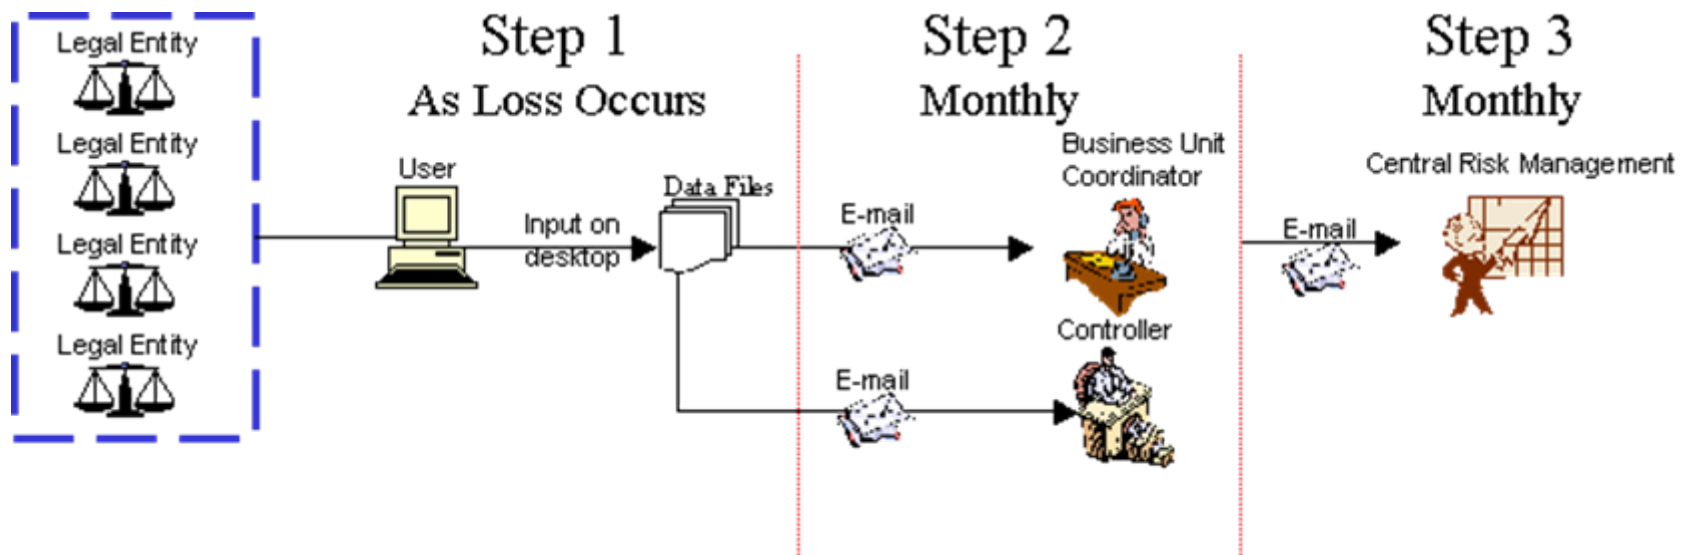 Legal Entity
Legal Entity
Legal Entity
Legal Entity
Step 1
As Loss Occurs
User
Input on
desktop
Data Files
Step 2
Monthly
E-mail
Business Unit
Coordinator
E-mail
Controller
Step 3
Monthly
E-mail
Central Risk Management